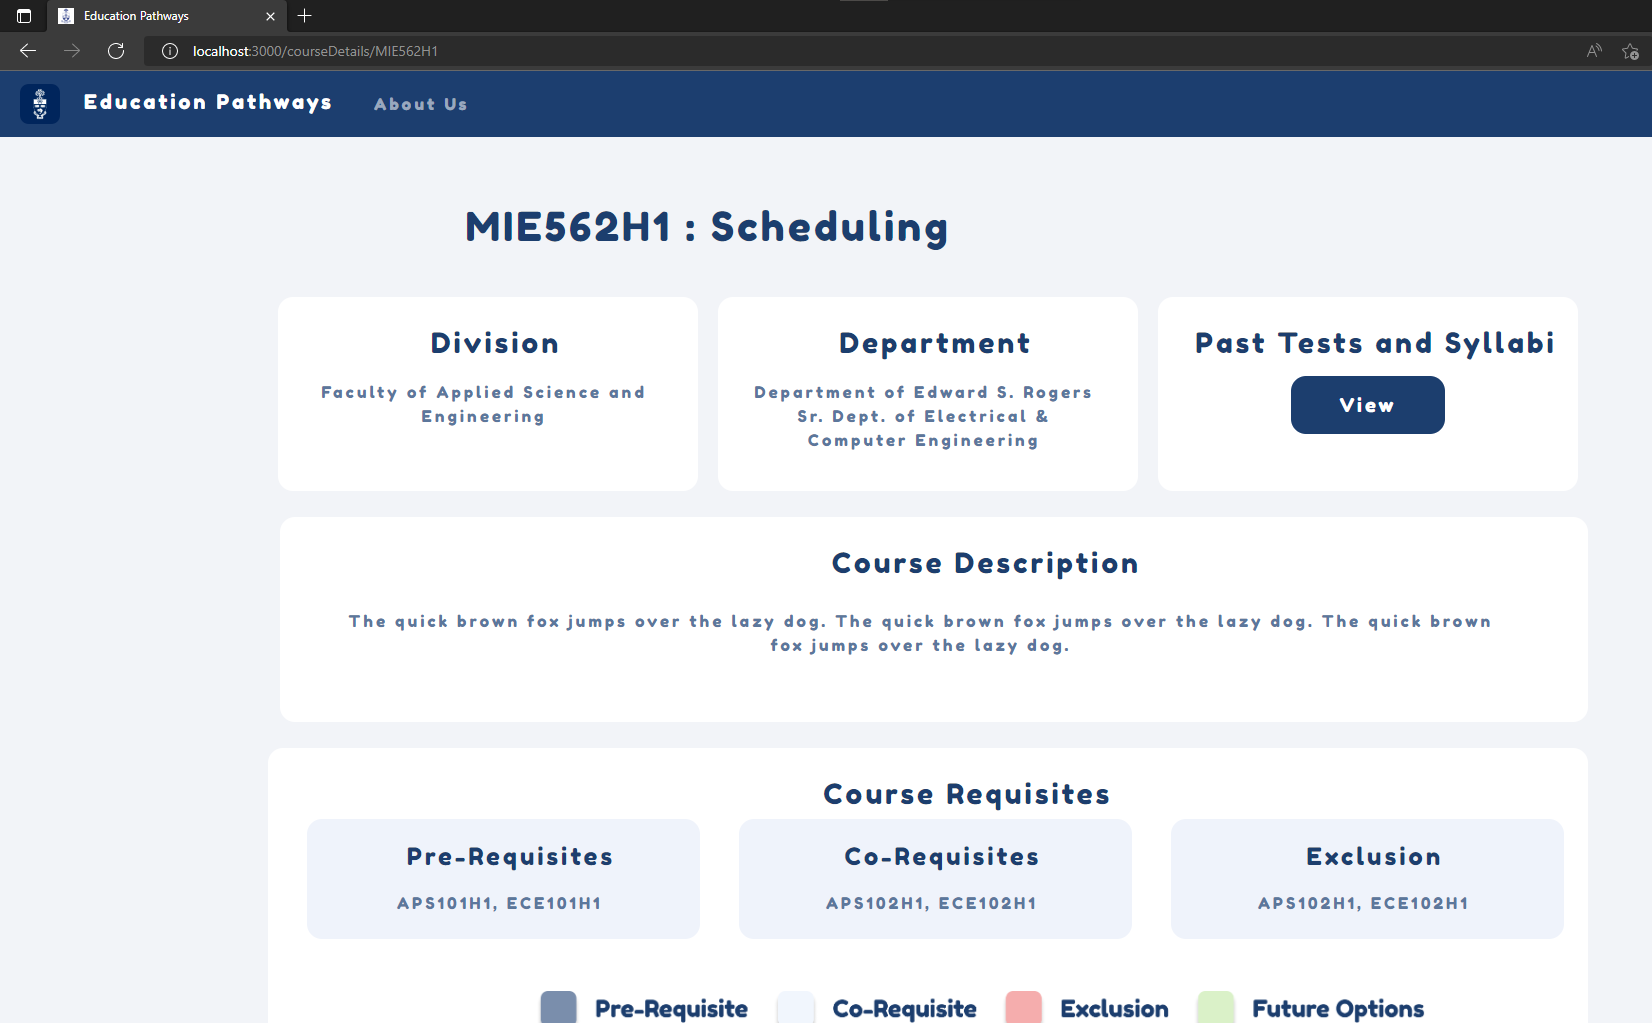 Education Pathways
localhost:3000/courseDetails/MIE562H1
Education Pathways
About Us
MIE562H1 : Scheduling
Division
Faculty of Applied Science and
Engineering
Department
Department of Edward S. Rogers
Sr. Dept. of Electrical &
Computer Engineering
Past Tests and Syllabi
View
Course Description
The quick brown fox jumps over the lazy dog. The quick brown fox jumps over the lazy dog. The quick brown
fox jumps over the lazy dog.
Course Requisites
Pre-Requisites
APS101H1, ECE101H1
Co-Requisites
APS102H1, ECE102H1
Exclusion
APS102H1, ECE102H1
Pre-Requisite
Co-Requisite
Exclusion
Future Options